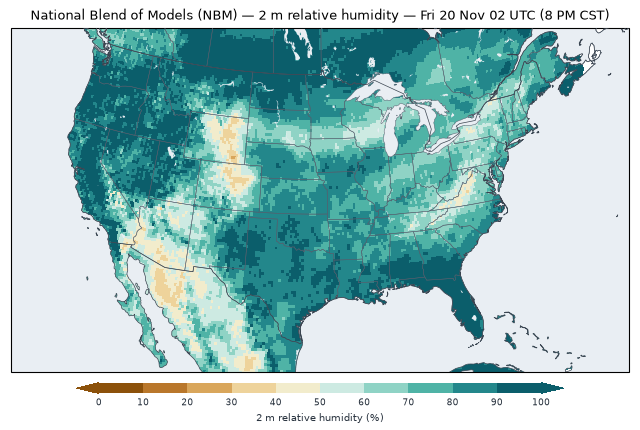 National Blend of Models (NBM) — 2 m relative humidity — Fri 20 Nov 02 UTC (8 PM CST)
0 10 20 30 40 50 60 70 80 90 100
2 m relative humidity (%)